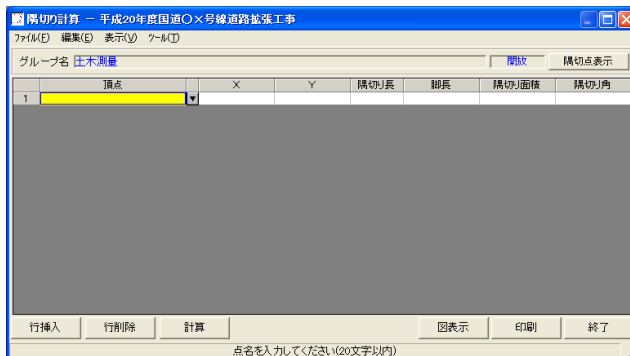 隅切り計算 － 平成20年度国道〇×号線道路拡張工事
ファイル(F) 編集(E) 表示(V) ツール(T)
グループ名 土木測量 開放 隅切点表示
頂点 X Y 隅切り長 脚長 隅切り面積 隅切り角
1
行挿入 行削除 計算 図表示 印刷 終了
点名を入力してください(20文字以内)